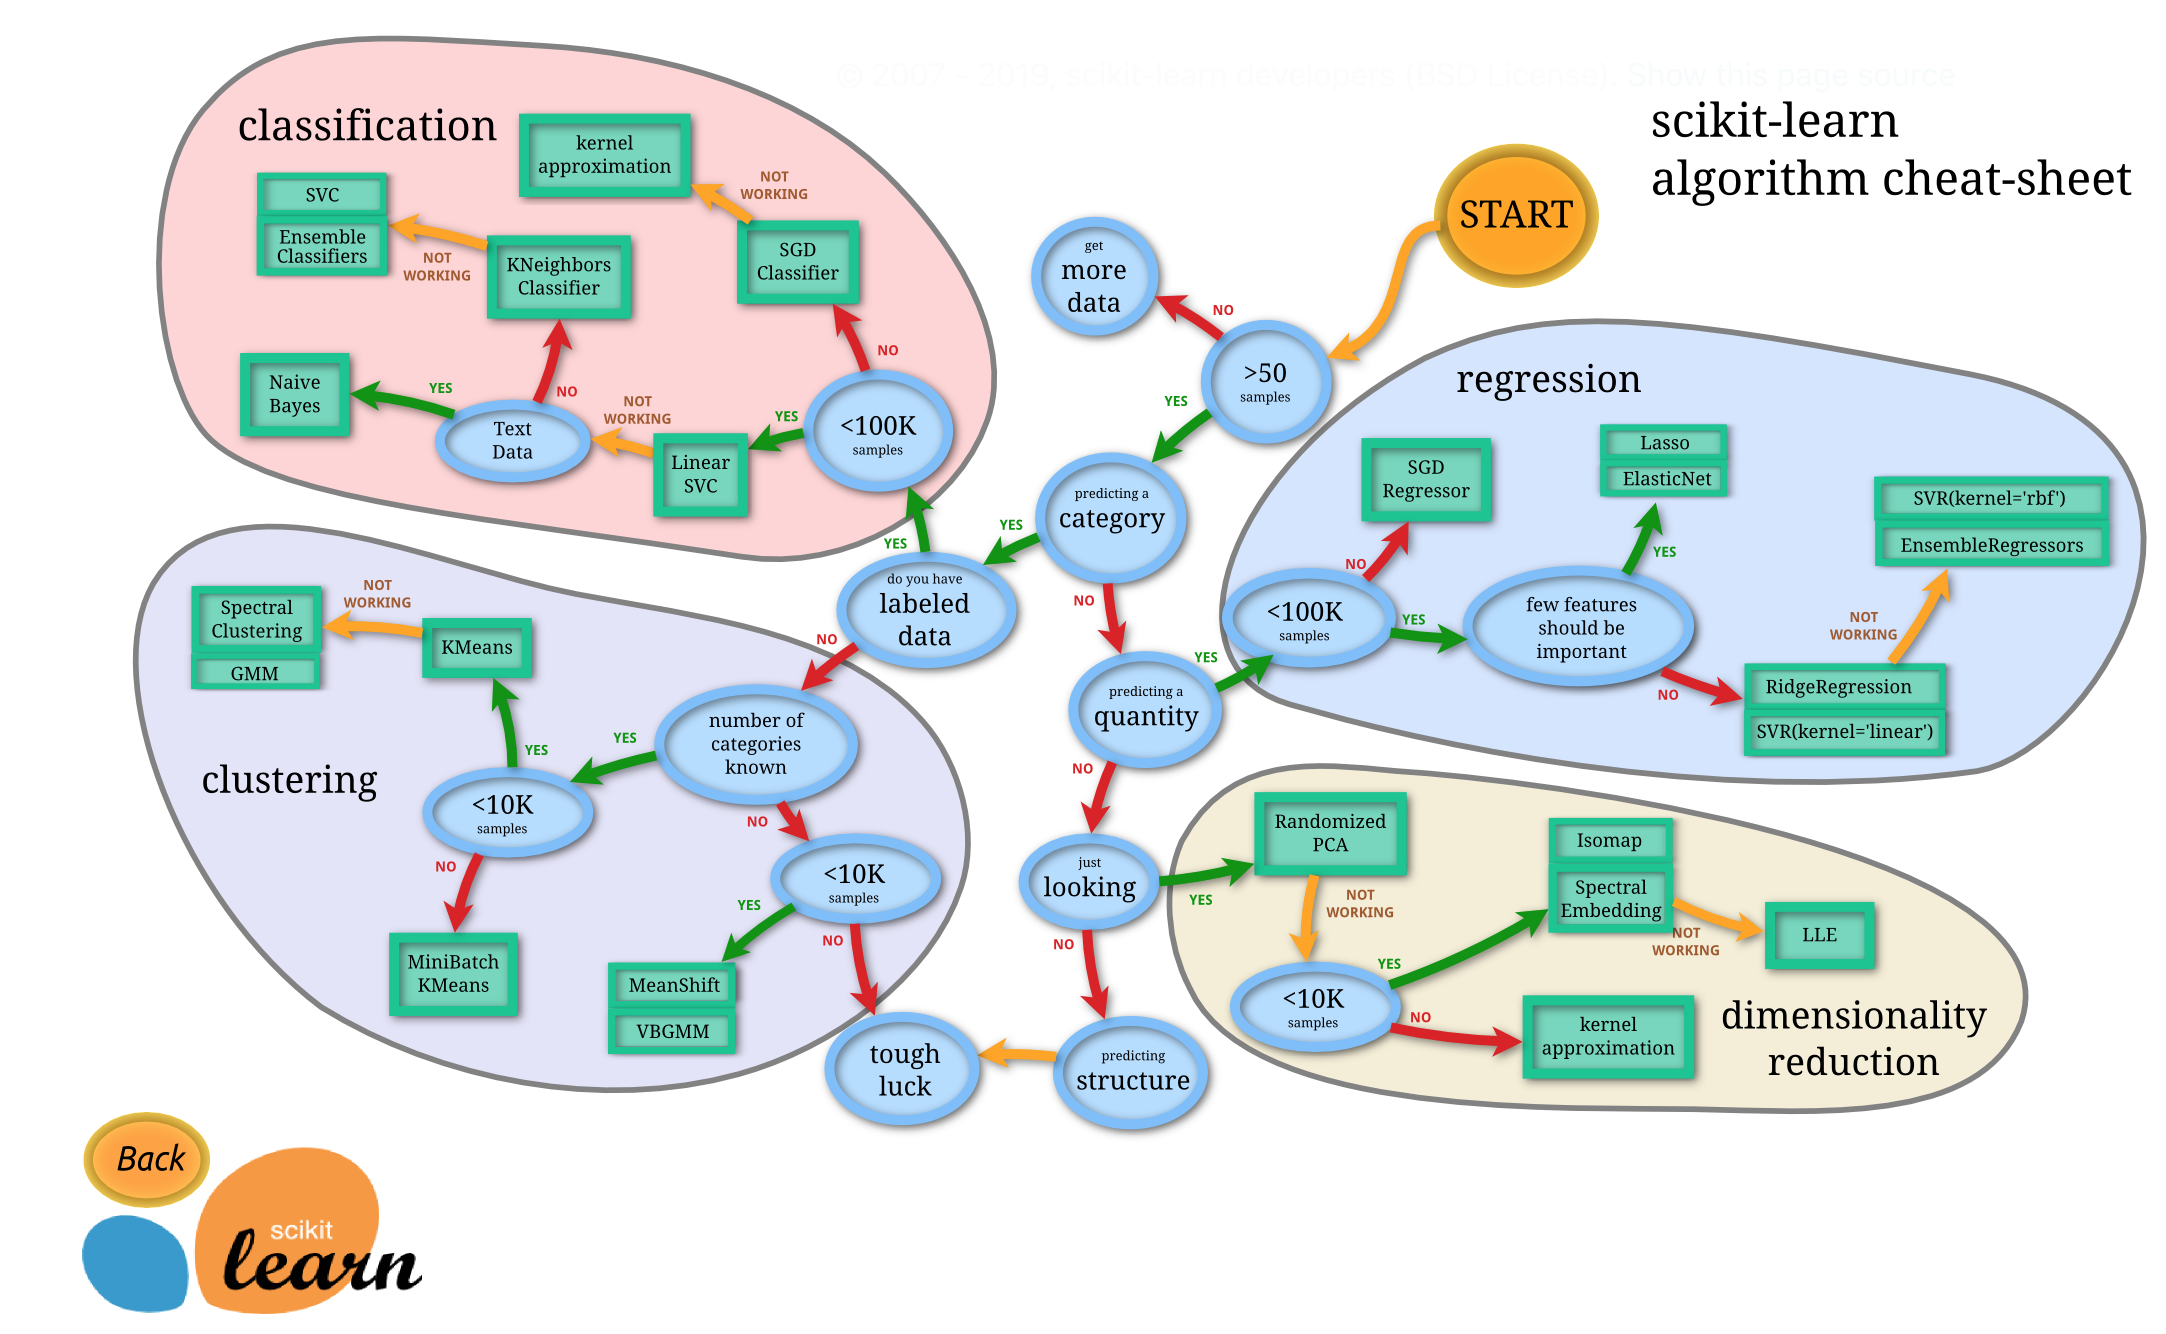 © 2007 - 2019, scikit-learn developers (BSD License). Show this page source
scikit-learn
algorithm cheat-sheet
START
classification
kernel
approximation
NOT
WORKING
SVC
Ensemble
Classifiers
NOT
WORKING
KNeighbors
Classifier
SGD
Classifier
NO
Naive
Bayes
YES
NO
Text
Data
NOT
WORKING
Linear
SVC
YES
<100K
samples
get
more
data
NO
>50
samples
YES
predicting a
category
YES
YES
do you have
labeled
data
NO
NO
predicting a
quantity
YES
NO
just
looking
YES
NO
predicting
structure
tough
luck
regression
SGD
Regressor
NO
<100K
samples
YES
few features
should be
important
YES
Lasso
ElasticNet
SVR(kernel='rbf')
EnsembleRegressors
NOT
WORKING
NO
RidgeRegression
SVR(kernel='linear')
clustering
Spectral
Clustering
GMM
NOT
WORKING
KMeans
YES
<10K
samples
YES
number of
categories
known
NO
NO
MiniBatch
KMeans
<10K
samples
YES
NO
MeanShift
VBGMM
Randomized
PCA
NOT
WORKING
<10K
samples
YES
NO
Isomap
Spectral
Embedding
NOT
WORKING
LLE
kernel
approximation
dimensionality
reduction
Back
scikit
learn